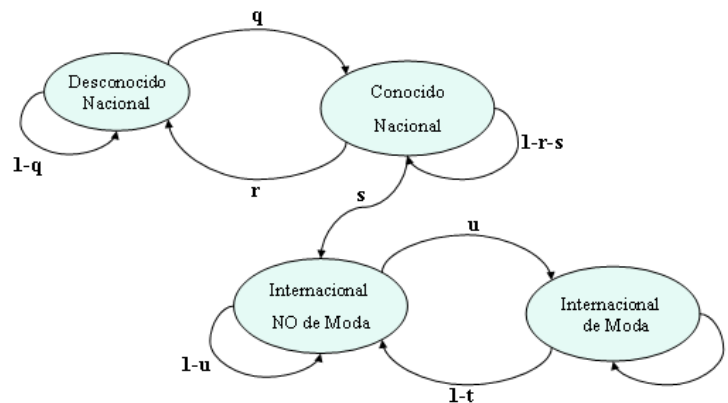 q
Desconocido
Nacional
Conocido
Nacional
1-q
r
1-r-s
s
u
Internacional
NO de Moda
Internacional
de Moda
1-u
1-t